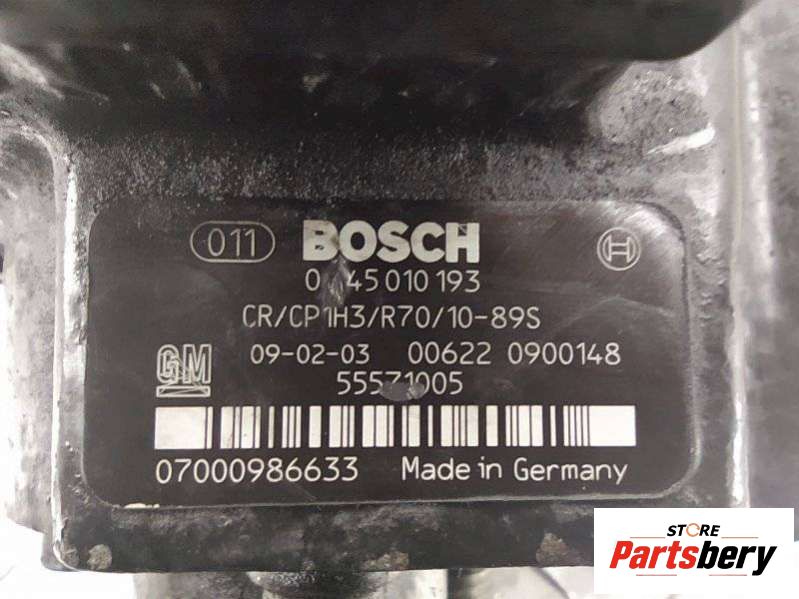 011 BOSCH
0 45 010 193
CR/CP1H3/R70/10-89S
GM 09-02-03 00622 0900148
55571005
07000986633 Made in Germany
STORE
Partsbery